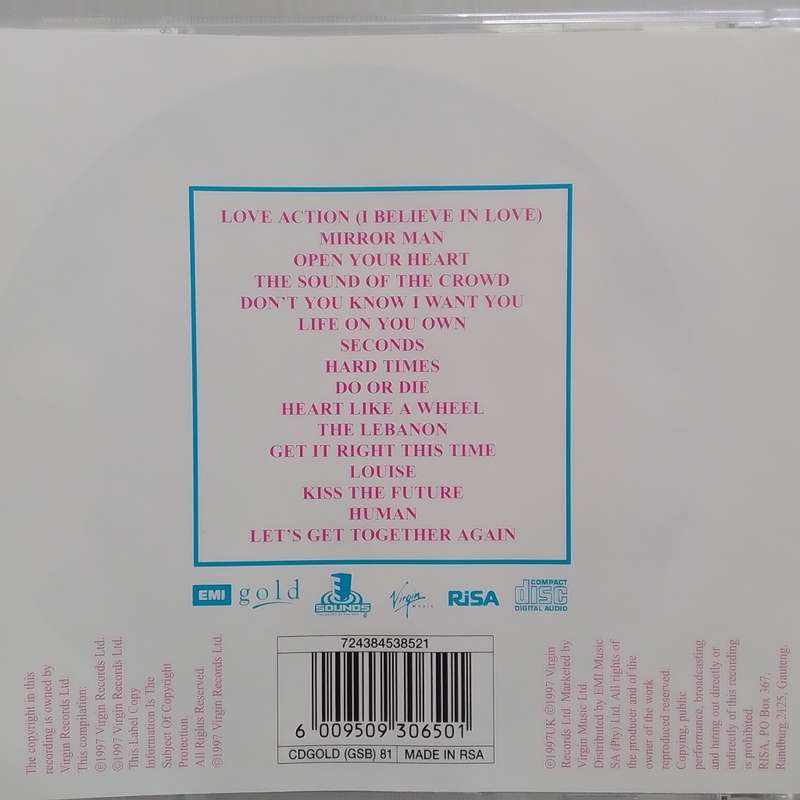 LOVE ACTION (I BELIEVE IN LOVE)
MIRROR MAN
OPEN YOUR HEART
THE SOUND OF THE CROWD
DON'T YOU KNOW I WANT YOU
LIFE ON YOU OWN
SECONDS
HARD TIMES
DO OR DIE
HEART LIKE A WHEEL
THE LEBANON
GET IT RIGHT THIS TIME
LOUISE
KISS THE FUTURE
HUMAN
LET'S GET TOGETHER AGAIN
EMI gold 3 SOUNDS Virgin MUSIC RiSA COMPACT disc DIGITAL AUDIO
The copyright in this
recording is owned by
Virgin Records Ltd.
This compilation:
℗1997 Virgin Records Ltd.
©1997 Virgin Records Ltd.
This Label Copy
Information Is The
Subject Of Copyright
Protection
All Rights Reserved.
©1997 Virgin Records Ltd.
724384538521
6 009509 306501
CDGOLD (GSB) 81 MADE IN RSA
℗1997UK ©1997 Virgin
Records Ltd. Marketed by
Virgin Music Ltd.
Distributed by EMI Music
SA (Pty) Ltd. All rights of
the producer and of the
owner of the work
reproduced reserved.
Copying, public
performance, broadcasting
and hiring out directly or
indirectly of this recording
is prohibited.
RISA, PO Box 367,
Randburg 2125, Gauteng.